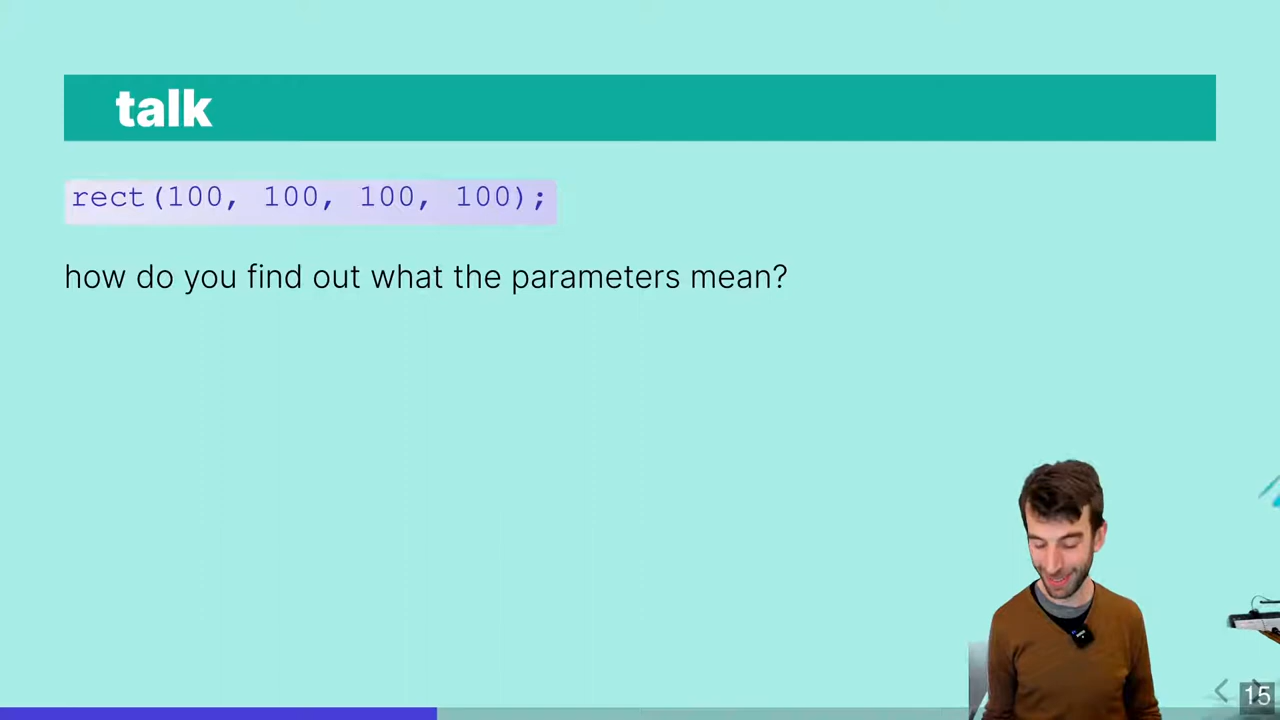 talk
rect(100, 100, 100, 100);
how do you find out what the parameters mean?
15